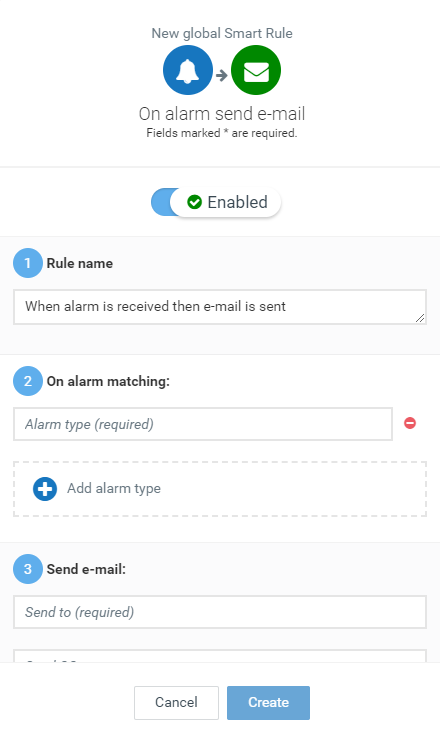 New global Smart Rule
On alarm send e-mail
Fields marked * are required.
Enabled
1 Rule name
When alarm is received then e-mail is sent
2 On alarm matching:
Alarm type (required)
Add alarm type
3 Send e-mail:
Send to (required)
Cancel Create